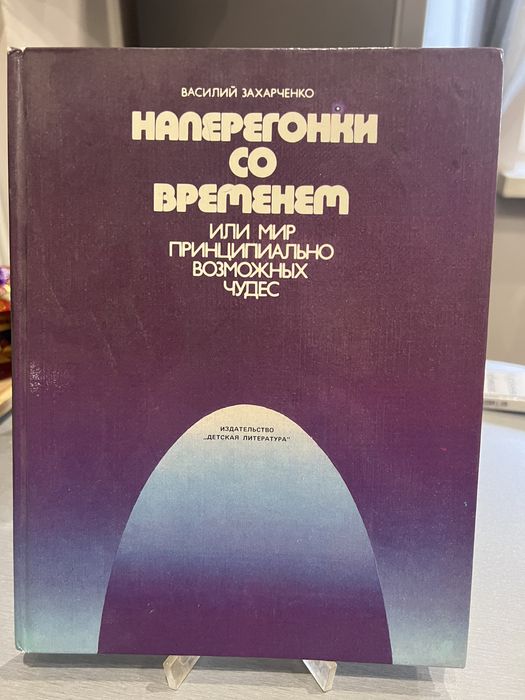 ВАСИЛИЙ ЗАХАРЧЕНКО
НАПЕРЕГОНКИ
СО
ВРЕМЕНЕМ
ИЛИ МИР
ПРИНЦИПИАЛЬНО
ВОЗМОЖНЫХ
ЧУДЕС
ИЗДАТЕЛЬСТВО
„ДЕТСКАЯ ЛИТЕРАТУРА"